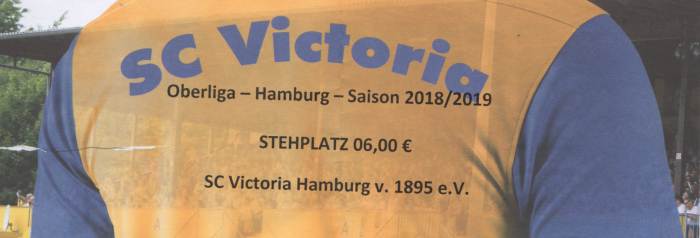 SC Victoria
Oberliga – Hamburg – Saison 2018/2019
STEHPLATZ 06,00 €
SC Victoria Hamburg v. 1895 e.V.